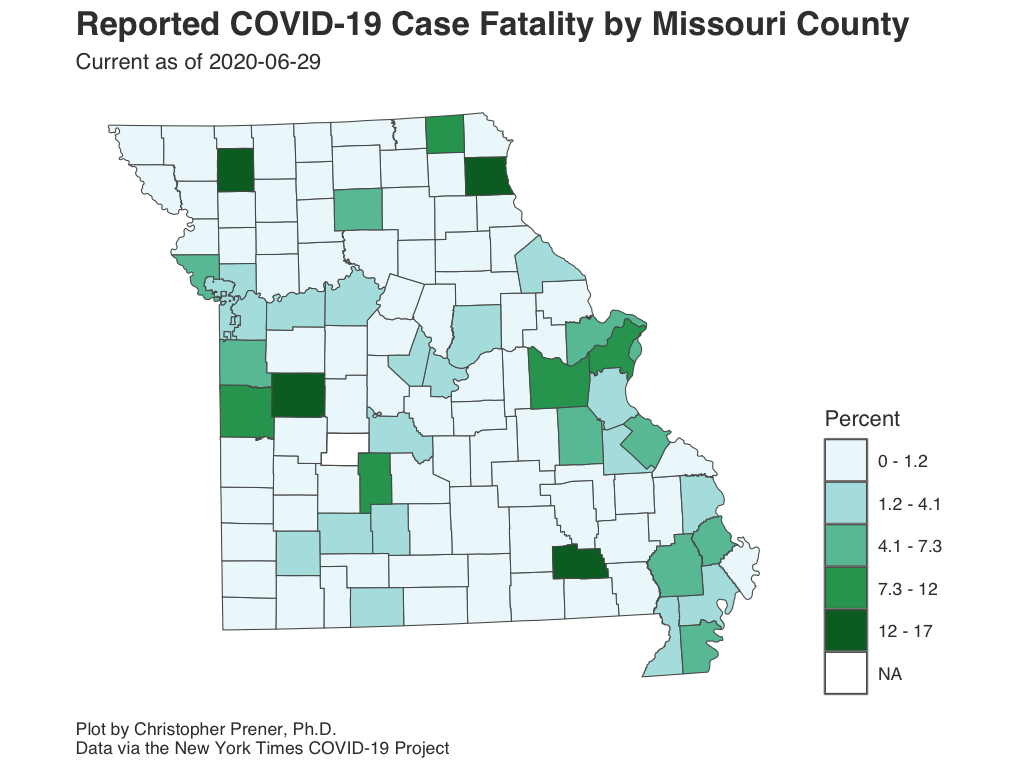 Reported COVID-19 Case Fatality by Missouri County
Current as of 2020-06-29
Percent
0 - 1.2
1.2 - 4.1
4.1 - 7.3
7.3 - 12
12 - 17
NA
Plot by Christopher Prener, Ph.D.
Data via the New York Times COVID-19 Project